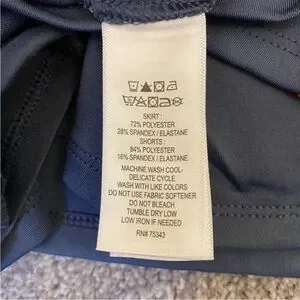 SKIRT :
72% POLYESTER
28% SPANDEX / ELASTANE
SHORTS :
84% POLYESTER
16% SPANDEX / ELASTANE
MACHINE WASH COOL-
DELICATE CYCLE
WASH WITH LIKE COLORS
DO NOT USE FABRIC SOFTENER
DO NOT BLEACH
TUMBLE DRY LOW
LOW IRON IF NEEDED
RN# 75343